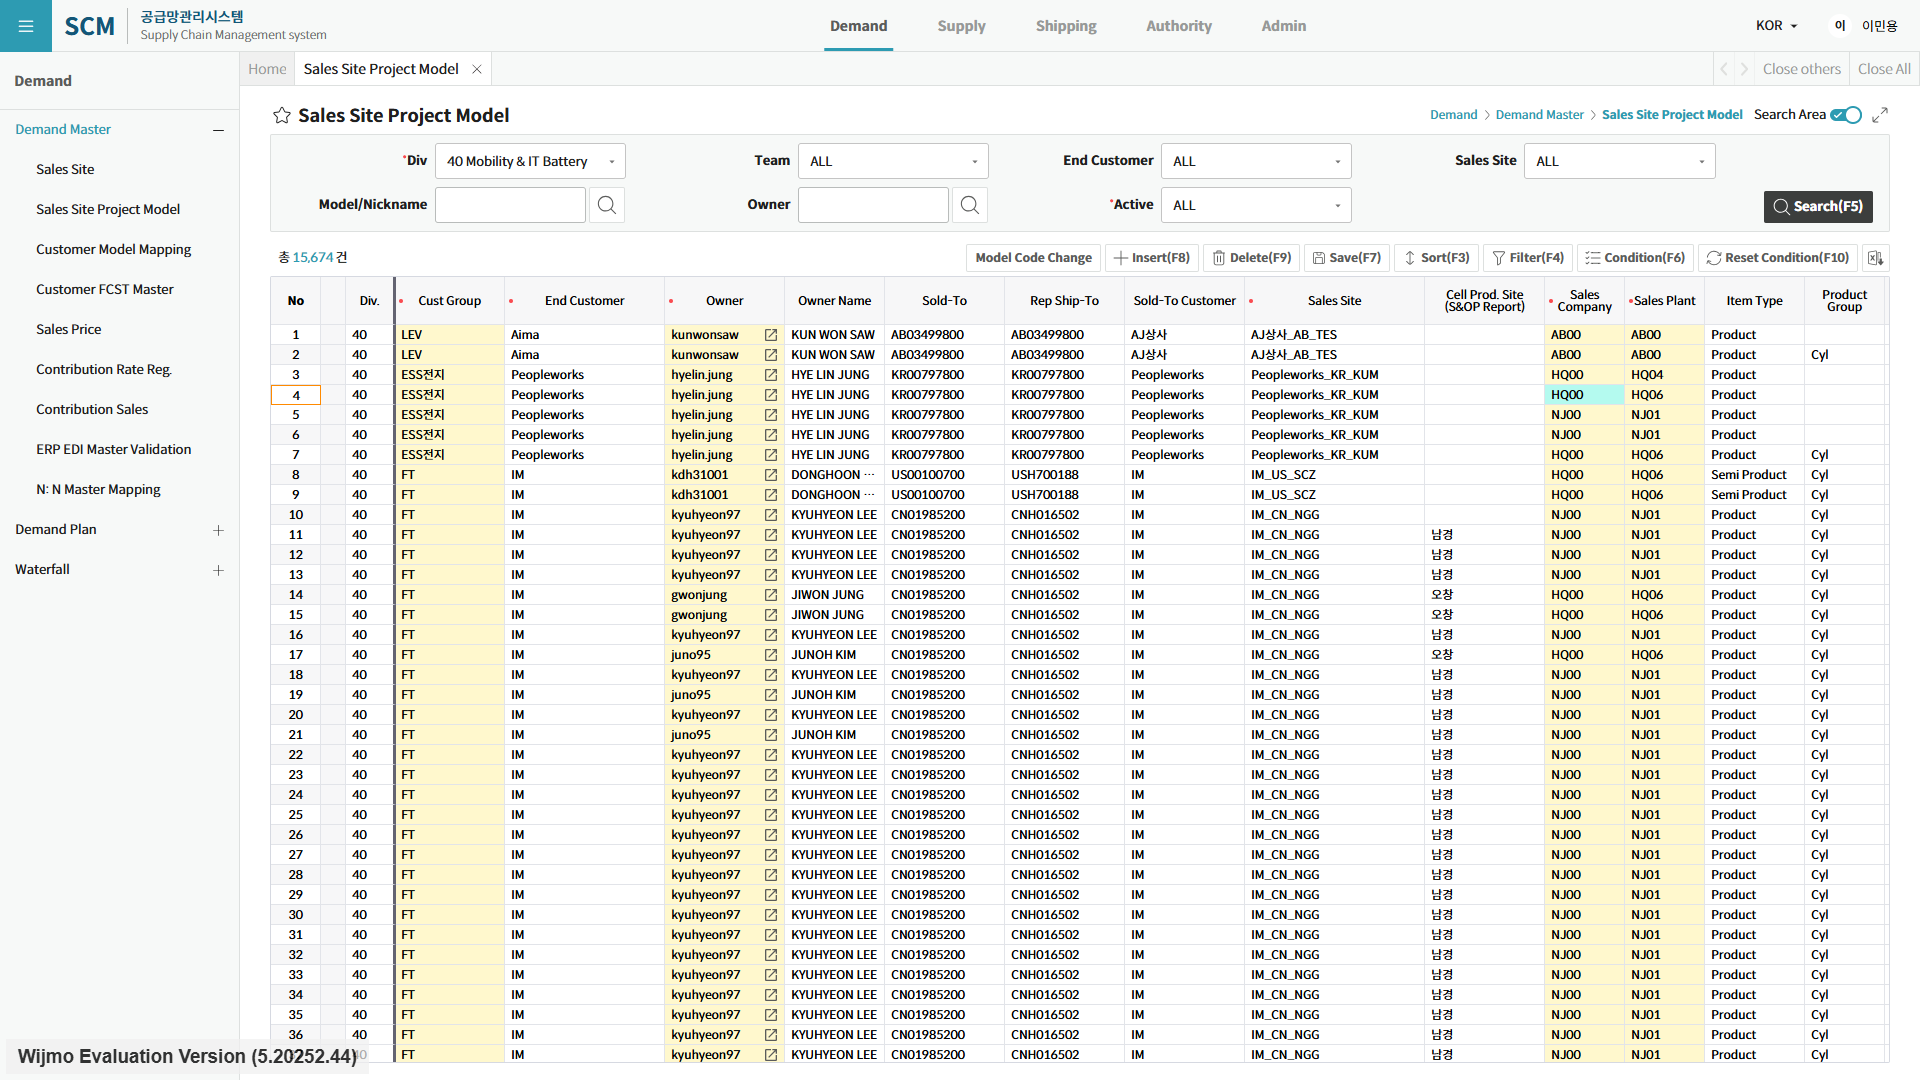 SCM 공급망관리시스템 Supply Chain Management system
Demand Supply Shipping Authority Admin
KOR 이 이민용
Home Sales Site Project Model Close others Close All
Demand
Demand Master
Sales Site
Sales Site Project Model
Customer Model Mapping
Customer FCST Master
Sales Price
Contribution Rate Reg.
Contribution Sales
ERP EDI Master Validation
N: N Master Mapping
Demand Plan
Waterfall
Sales Site Project Model
Demand > Demand Master > Sales Site Project Model Search Area
*Div 40 Mobility & IT Battery Team ALL End Customer ALL Sales Site ALL
Model/Nickname Owner *Active ALL Search(F5)
총 15,674 건
Model Code Change Insert(F8) Delete(F9) Save(F7) Sort(F3) Filter(F4) Condition(F6) Reset Condition(F10)
No Div. Cust Group End Customer Owner Owner Name Sold-To Rep Ship-To Sold-To Customer Sales Site Cell Prod. Site (S&OP Report) Sales Company Sales Plant Item Type Product Group
1 40 LEV Aima kunwonsaw KUN WON SAW AB03499800 AB03499800 AJ상사 AJ상사_AB_TES AB00 AB00 Product
2 40 LEV Aima kunwonsaw KUN WON SAW AB03499800 AB03499800 AJ상사 AJ상사_AB_TES AB00 AB00 Product Cyl
3 40 ESS전지 Peopleworks hyelin.jung HYE LIN JUNG KR00797800 KR00797800 Peopleworks Peopleworks_KR_KUM HQ00 HQ04 Product
4 40 ESS전지 Peopleworks hyelin.jung HYE LIN JUNG KR00797800 KR00797800 Peopleworks Peopleworks_KR_KUM HQ00 HQ06 Product
5 40 ESS전지 Peopleworks hyelin.jung HYE LIN JUNG KR00797800 KR00797800 Peopleworks Peopleworks_KR_KUM NJ00 NJ01 Product
6 40 ESS전지 Peopleworks hyelin.jung HYE LIN JUNG KR00797800 KR00797800 Peopleworks Peopleworks_KR_KUM NJ00 NJ01 Product
7 40 ESS전지 Peopleworks hyelin.jung HYE LIN JUNG KR00797800 KR00797800 Peopleworks Peopleworks_KR_KUM HQ00 HQ06 Product Cyl
8 40 FT IM kdh31001 DONGHOON ··· US00100700 USH700188 IM IM_US_SCZ HQ00 HQ06 Semi Product Cyl
9 40 FT IM kdh31001 DONGHOON ··· US00100700 USH700188 IM IM_US_SCZ HQ00 HQ06 Semi Product Cyl
10 40 FT IM kyuhyeon97 KYUHYEON LEE CN01985200 CNH016502 IM IM_CN_NGG NJ00 NJ01 Product Cyl
11 40 FT IM kyuhyeon97 KYUHYEON LEE CN01985200 CNH016502 IM IM_CN_NGG 남경 NJ00 NJ01 Product Cyl
12 40 FT IM kyuhyeon97 KYUHYEON LEE CN01985200 CNH016502 IM IM_CN_NGG 남경 NJ00 NJ01 Product Cyl
13 40 FT IM kyuhyeon97 KYUHYEON LEE CN01985200 CNH016502 IM IM_CN_NGG 남경 NJ00 NJ01 Product Cyl
14 40 FT IM gwonjung JIWON JUNG CN01985200 CNH016502 IM IM_CN_NGG 오창 HQ00 HQ06 Product Cyl
15 40 FT IM gwonjung JIWON JUNG CN01985200 CNH016502 IM IM_CN_NGG 오창 HQ00 HQ06 Product Cyl
16 40 FT IM kyuhyeon97 KYUHYEON LEE CN01985200 CNH016502 IM IM_CN_NGG 남경 NJ00 NJ01 Product Cyl
17 40 FT IM juno95 JUNOH KIM CN01985200 CNH016502 IM IM_CN_NGG 오창 HQ00 HQ06 Product Cyl
18 40 FT IM kyuhyeon97 KYUHYEON LEE CN01985200 CNH016502 IM IM_CN_NGG 남경 NJ00 NJ01 Product Cyl
19 40 FT IM juno95 JUNOH KIM CN01985200 CNH016502 IM IM_CN_NGG 남경 NJ00 NJ01 Product Cyl
20 40 FT IM kyuhyeon97 KYUHYEON LEE CN01985200 CNH016502 IM IM_CN_NGG 남경 NJ00 NJ01 Product Cyl
21 40 FT IM juno95 JUNOH KIM CN01985200 CNH016502 IM IM_CN_NGG 남경 NJ00 NJ01 Product Cyl
22 40 FT IM kyuhyeon97 KYUHYEON LEE CN01985200 CNH016502 IM IM_CN_NGG 남경 NJ00 NJ01 Product Cyl
23 40 FT IM kyuhyeon97 KYUHYEON LEE CN01985200 CNH016502 IM IM_CN_NGG 남경 NJ00 NJ01 Product Cyl
24 40 FT IM kyuhyeon97 KYUHYEON LEE CN01985200 CNH016502 IM IM_CN_NGG 남경 NJ00 NJ01 Product Cyl
25 40 FT IM kyuhyeon97 KYUHYEON LEE CN01985200 CNH016502 IM IM_CN_NGG 남경 NJ00 NJ01 Product Cyl
26 40 FT IM kyuhyeon97 KYUHYEON LEE CN01985200 CNH016502 IM IM_CN_NGG 남경 NJ00 NJ01 Product Cyl
27 40 FT IM kyuhyeon97 KYUHYEON LEE CN01985200 CNH016502 IM IM_CN_NGG 남경 NJ00 NJ01 Product Cyl
28 40 FT IM kyuhyeon97 KYUHYEON LEE CN01985200 CNH016502 IM IM_CN_NGG 남경 NJ00 NJ01 Product Cyl
29 40 FT IM kyuhyeon97 KYUHYEON LEE CN01985200 CNH016502 IM IM_CN_NGG 남경 NJ00 NJ01 Product Cyl
30 40 FT IM kyuhyeon97 KYUHYEON LEE CN01985200 CNH016502 IM IM_CN_NGG 남경 NJ00 NJ01 Product Cyl
31 40 FT IM kyuhyeon97 KYUHYEON LEE CN01985200 CNH016502 IM IM_CN_NGG 남경 NJ00 NJ01 Product Cyl
32 40 FT IM kyuhyeon97 KYUHYEON LEE CN01985200 CNH016502 IM IM_CN_NGG 남경 NJ00 NJ01 Product Cyl
33 40 FT IM kyuhyeon97 KYUHYEON LEE CN01985200 CNH016502 IM IM_CN_NGG 남경 NJ00 NJ01 Product Cyl
34 40 FT IM kyuhyeon97 KYUHYEON LEE CN01985200 CNH016502 IM IM_CN_NGG 남경 NJ00 NJ01 Product Cyl
35 40 FT IM kyuhyeon97 KYUHYEON LEE CN01985200 CNH016502 IM IM_CN_NGG 남경 NJ00 NJ01 Product Cyl
36 40 FT IM kyuhyeon97 KYUHYEON LEE CN01985200 CNH016502 IM IM_CN_NGG 남경 NJ00 NJ01 Product Cyl
40 FT IM kyuhyeon97 KYUHYEON LEE CN01985200 CNH016502 IM IM_CN_NGG 남경 NJ00 NJ01 Product Cyl
Wijmo Evaluation Version (5.20252.44)